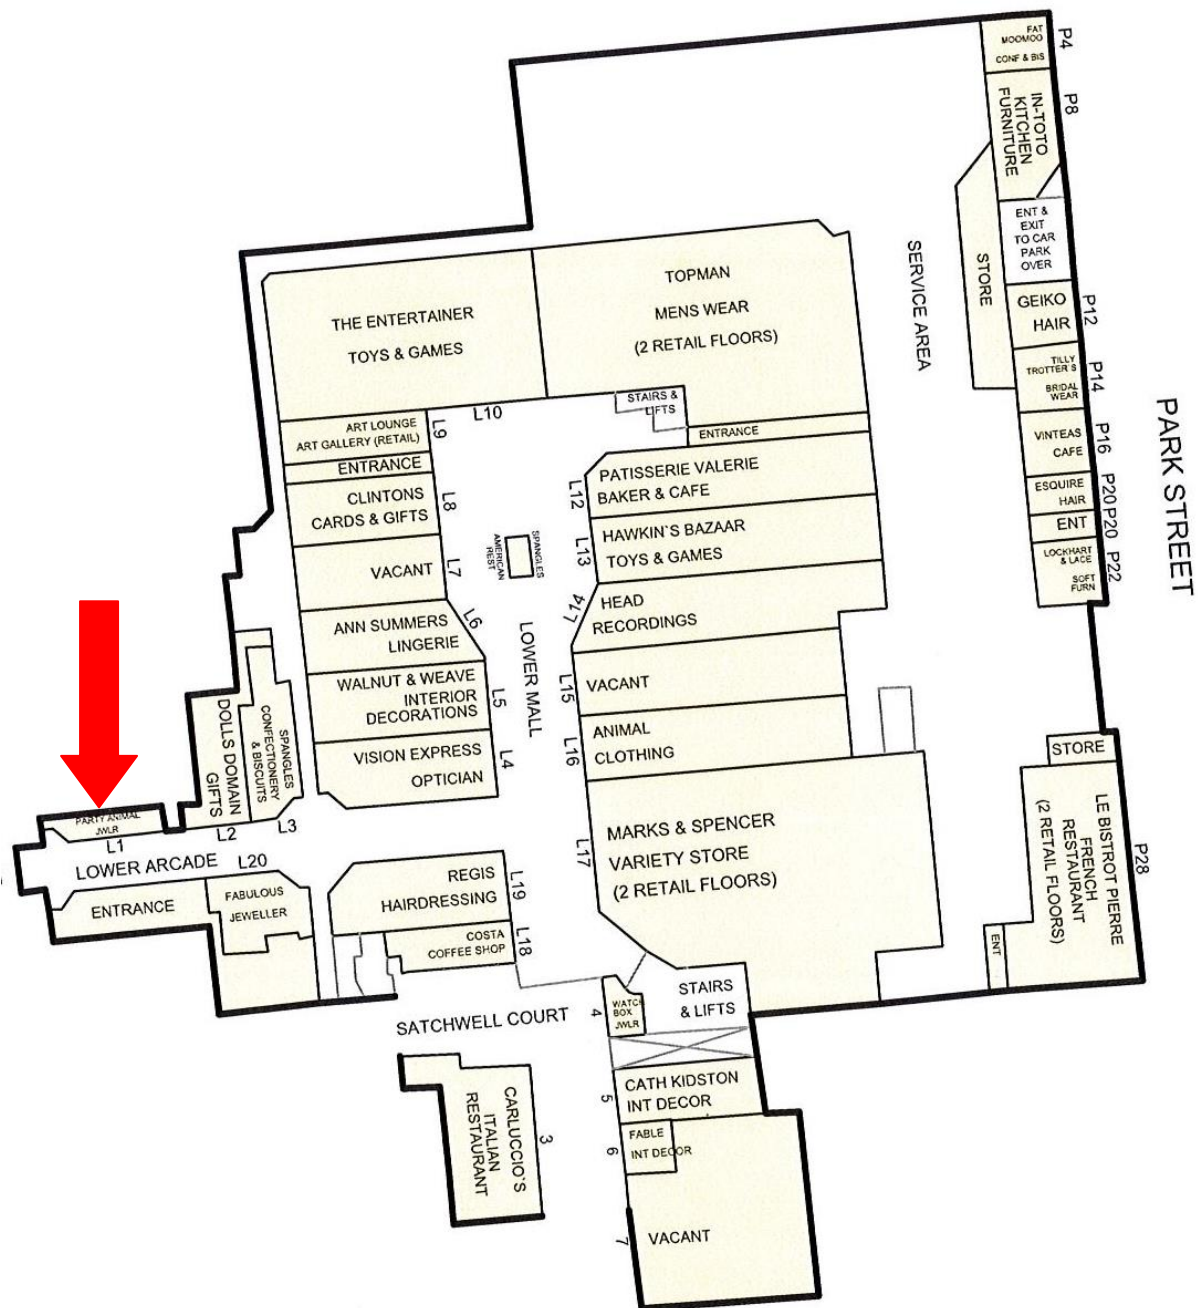 FAT
MOOMOO
CONF & BIS
P4
IN-TOTO
KITCHEN
FURNITURE
P8
ENT &
EXIT
TO CAR
PARK
OVER
STORE
SERVICE AREA
GEIKO
HAIR
P12
TILLY
TROTTER'S
BRIDAL
WEAR
P14
VINTEAS
CAFE
P16
ESQUIRE
HAIR
P20
ENT
P20
LOCKHART
& LACE
SOFT
FURN
P22
PARK STREET
THE ENTERTAINER
TOYS & GAMES
TOPMAN
MENS WEAR
(2 RETAIL FLOORS)
L10
STAIRS &
LIFTS
ENTRANCE
ART LOUNGE
ART GALLERY (RETAIL)
L9
ENTRANCE
CLINTONS
CARDS & GIFTS
L8
VACANT
L7
ANN SUMMERS
LINGERIE
L6
WALNUT & WEAVE
INTERIOR
DECORATIONS
L5
VISION EXPRESS
OPTICIAN
L4
SPANGLES
AMERICAN
REST
LOWER MALL
PATISSERIE VALERIE
BAKER & CAFE
L12
HAWKIN`S BAZAAR
TOYS & GAMES
L13
HEAD
RECORDINGS
L14
VACANT
L15
ANIMAL
CLOTHING
L16
MARKS & SPENCER
VARIETY STORE
(2 RETAIL FLOORS)
L17
STORE
LE BISTROT PIERRE
FRENCH
RESTAURANT
(2 RETAIL FLOORS)
P28
ENT
DOLLS DOMAIN
GIFTS
L2
SPANGLES
CONFECTIONERY
& BISCUITS
L3
PARTY ANIMAL
JWLR
L1
LOWER ARCADE
L20
ENTRANCE
FABULOUS
JEWELLER
REGIS
HAIRDRESSING
L19
COSTA
COFFEE SHOP
L18
SATCHWELL COURT
WATCH
BOX
JWLR
4
STAIRS
& LIFTS
CATH KIDSTON
INT DECOR
5
FABLE
INT DECOR
6
CARLUCCIO`S
ITALIAN
RESTAURANT
3
VACANT
7